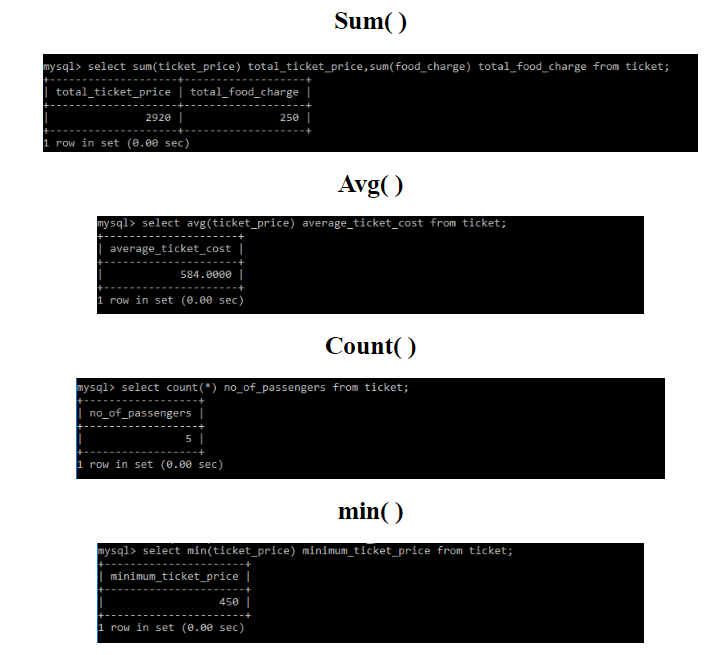 Sum( )
mysql> select sum(ticket_price) total_ticket_price,sum(food_charge) total_food_charge from ticket;
+--------------------+-------------------+
| total_ticket_price | total_food_charge |
+--------------------+-------------------+
|               2920 |               250 |
+--------------------+-------------------+
1 row in set (0.00 sec)
Avg( )
mysql> select avg(ticket_price) average_ticket_cost from ticket;
+---------------------+
| average_ticket_cost |
+---------------------+
|            584.0000 |
+---------------------+
1 row in set (0.00 sec)
Count( )
mysql> select count(*) no_of_passengers from ticket;
+------------------+
| no_of_passengers |
+------------------+
|                5 |
+------------------+
1 row in set (0.00 sec)
min( )
mysql> select min(ticket_price) minimum_ticket_price from ticket;
+----------------------+
| minimum_ticket_price |
+----------------------+
|                  450 |
+----------------------+
1 row in set (0.00 sec)